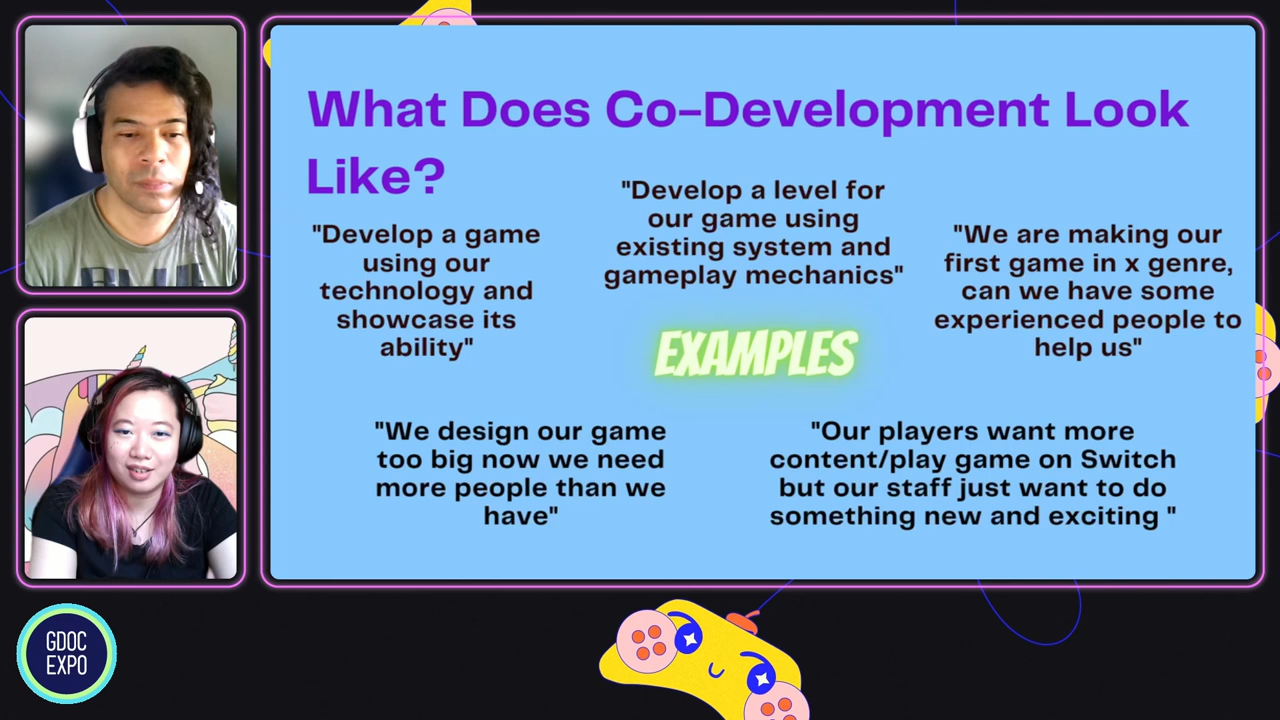 What Does Co-Development Look
Like?
"Develop a game
using our
technology and
showcase its
ability"
"Develop a level for
our game using
existing system and
gameplay mechanics"
"We are making our
first game in x genre,
can we have some
experienced people to
help us"
EXAMPLES
"We design our game
too big now we need
more people than we
have"
"Our players want more
content/play game on Switch
but our staff just want to do
something new and exciting "
GDOC
EXPO